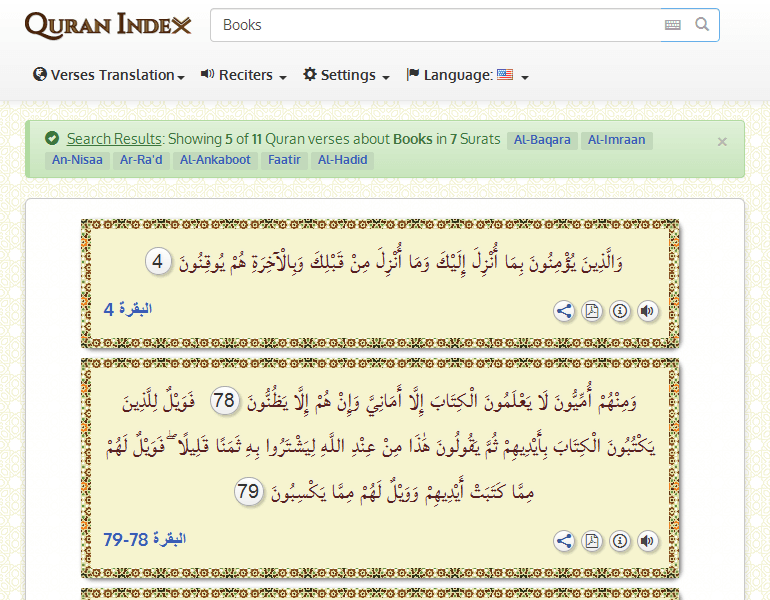 QURAN INDEX
Books
Verses Translation
Reciters
Settings
Language:
Search Results: Showing 5 of 11 Quran verses about Books in 7 Surats Al-Baqara Al-Imraan
An-Nisaa Ar-Ra'd Al-Ankaboot Faatir Al-Hadid
×
وَالَّذِينَ يُؤْمِنُونَ بِمَا أُنْزِلَ إِلَيْكَ وَمَا أُنْزِلَ مِنْ قَبْلِكَ وَبِالْآخِرَةِ هُمْ يُوقِنُونَ 4
البقرة 4
وَمِنْهُمْ أُمِّيُّونَ لَا يَعْلَمُونَ الْكِتَابَ إِلَّا أَمَانِيَّ وَإِنْ هُمْ إِلَّا يَظُنُّونَ 78 فَوَيْلٌ لِلَّذِينَ
يَكْتُبُونَ الْكِتَابَ بِأَيْدِيهِمْ ثُمَّ يَقُولُونَ هَٰذَا مِنْ عِنْدِ اللَّهِ لِيَشْتَرُوا بِهِ ثَمَنًا قَلِيلًا ۖ فَوَيْلٌ لَهُمْ
مِمَّا كَتَبَتْ أَيْدِيهِمْ وَوَيْلٌ لَهُمْ مِمَّا يَكْسِبُونَ 79
البقرة 78-79